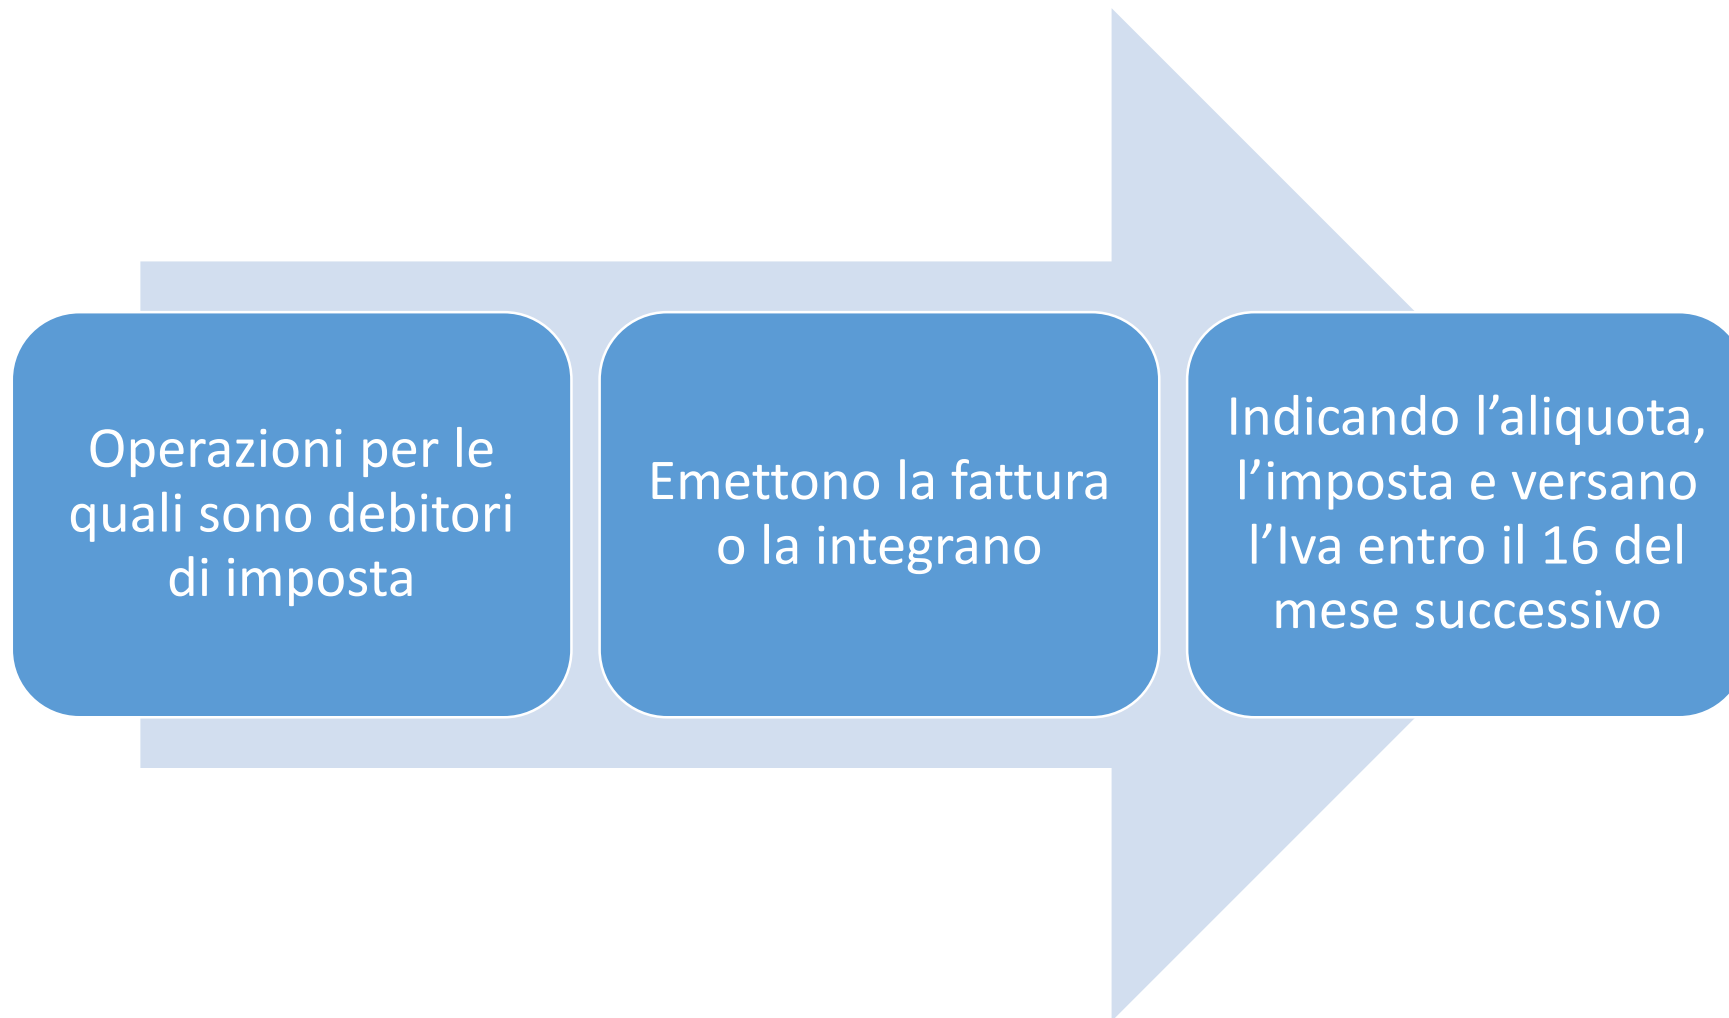 Operazioni per le
quali sono debitori
di imposta
Emettono la fattura
o la integrano
Indicando l’aliquota,
l’imposta e versano
l’Iva entro il 16 del
mese successivo